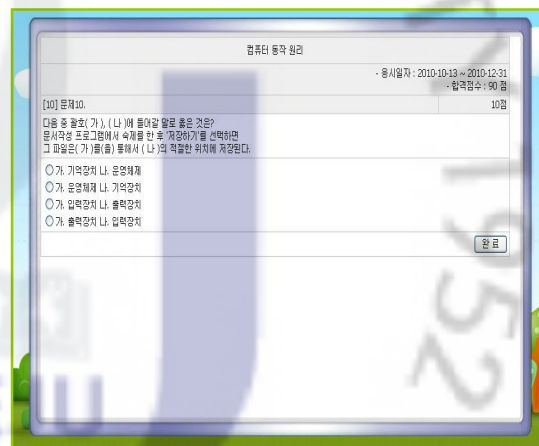 컴퓨터 동작 원리
- 응시일자 : 2010-10-13 ~ 2010-12-31
- 합격점수 : 90 점
[10] 문제10. 10점
다음 중 괄호( 가 ), ( 나 )에 들어갈 말로 옳은 것은?
문서작성 프로그램에서 숙제를 한 후 '저장하기'를 선택하면
그 파일은( 가 )를(을) 통해서 ( 나 )의 적절한 위치에 저장된다.
가. 기억장치 나. 운영체제
가. 운영체제 나. 기억장치
가. 입력장치 나. 출력장치
가. 출력장치 나. 입력장치
완 료
1952